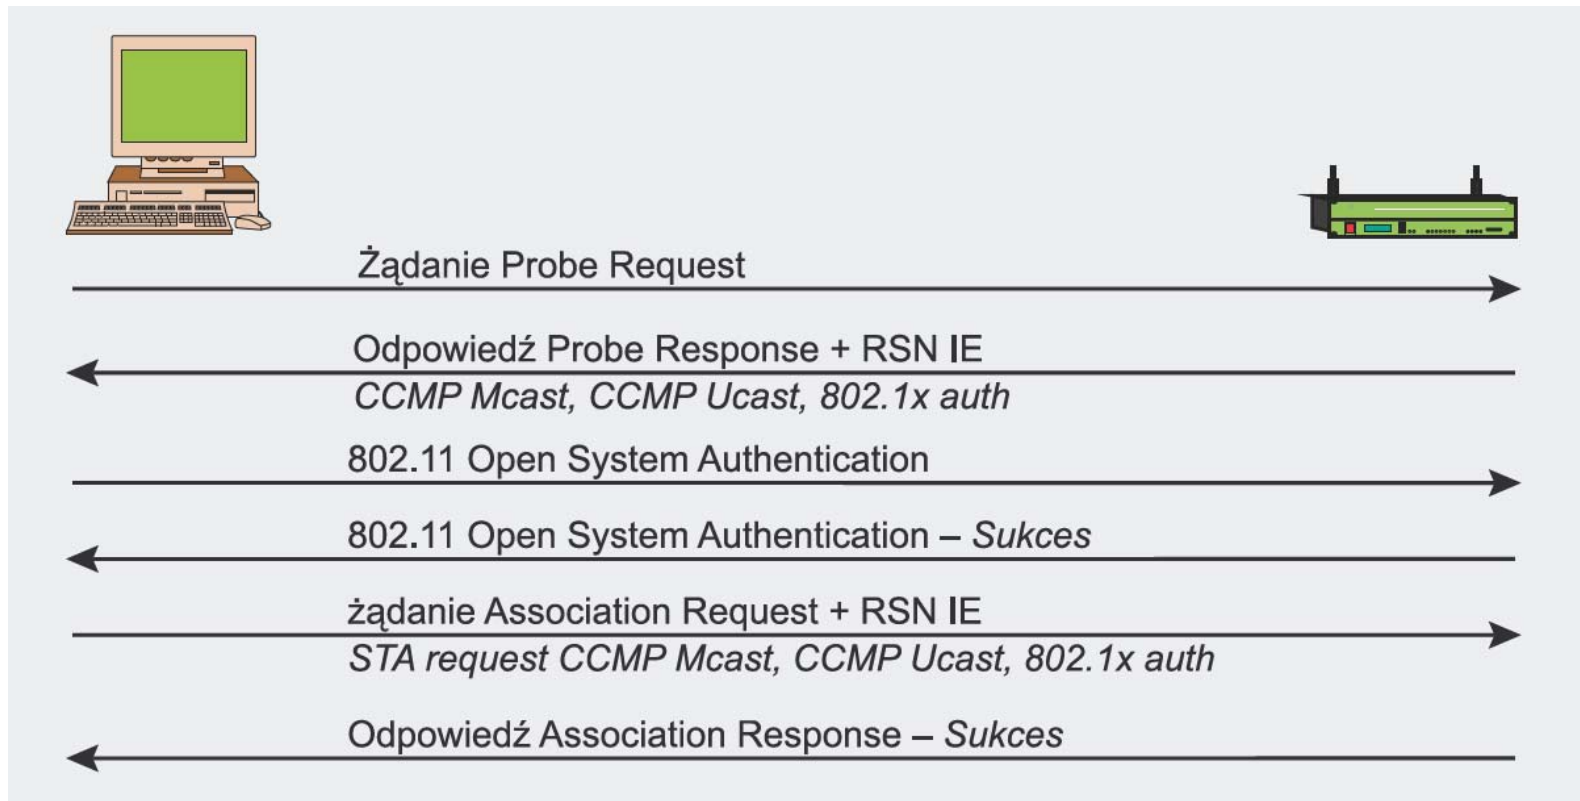 Żądanie Probe Request
Odpowiedź Probe Response + RSN IE
CCMP Mcast, CCMP Ucast, 802.1x auth
802.11 Open System Authentication
802.11 Open System Authentication – Sukces
żądanie Association Request + RSN IE
STA request CCMP Mcast, CCMP Ucast, 802.1x auth
Odpowiedź Association Response – Sukces